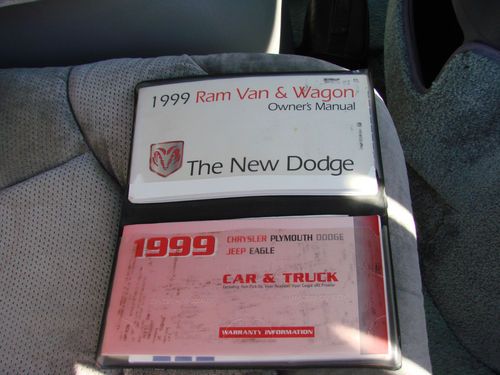 1999 Ram Van & Wagon
Owner's Manual
The New Dodge
1999 CHRYSLER PLYMOUTH DODGE
JEEP EAGLE
CAR & TRUCK
WARRANTY INFORMATION